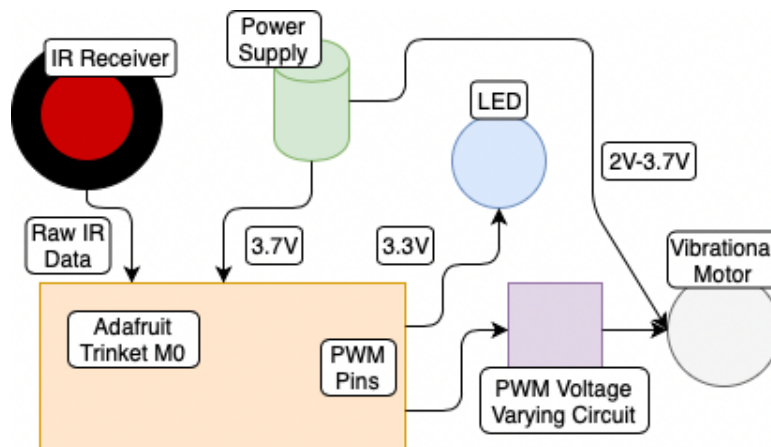 IR Receiver
Power
Supply
LED
2V-3.7V
Raw IR
Data
3.7V
3.3V
Vibrational
Motor
Adafruit
Trinket M0
PWM
Pins
PWM Voltage
Varying Circuit